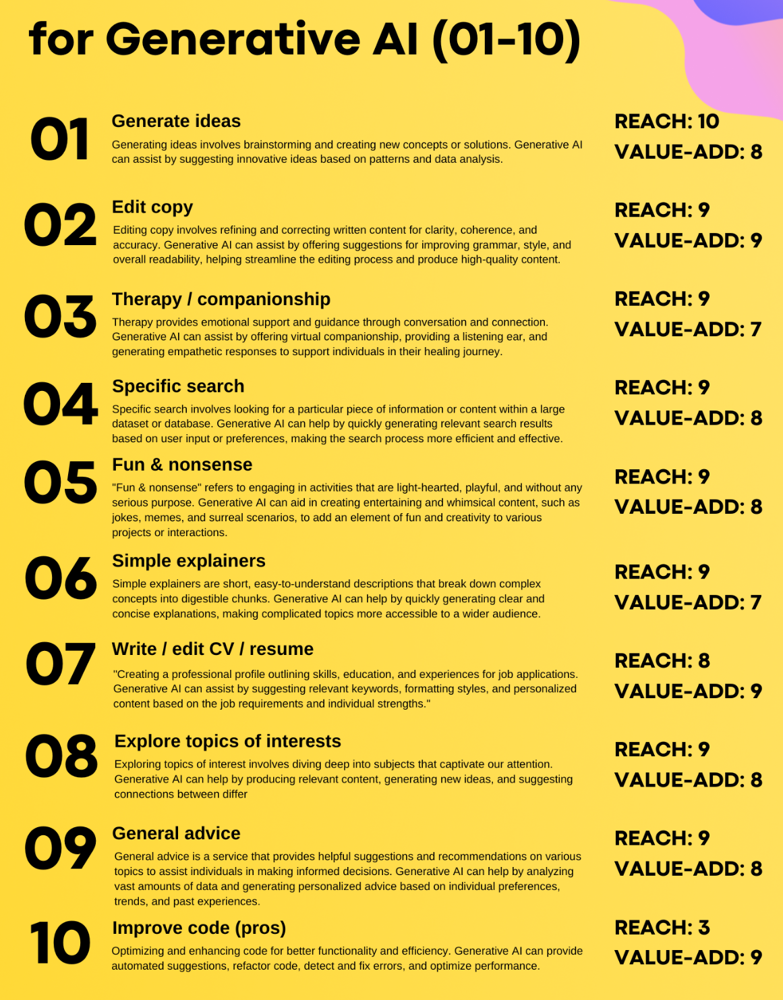 for Generative AI (01-10)
01
Generate ideas
Generating ideas involves brainstorming and creating new concepts or solutions. Generative AI
can assist by suggesting innovative ideas based on patterns and data analysis.
REACH: 10
VALUE-ADD: 8
02
Edit copy
Editing copy involves refining and correcting written content for clarity, coherence, and
accuracy. Generative AI can assist by offering suggestions for improving grammar, style, and
overall readability, helping streamline the editing process and produce high-quality content.
REACH: 9
VALUE-ADD: 9
03
Therapy / companionship
Therapy provides emotional support and guidance through conversation and connection.
Generative AI can assist by offering virtual companionship, providing a listening ear, and
generating empathetic responses to support individuals in their healing journey.
REACH: 9
VALUE-ADD: 7
04
Specific search
Specific search involves looking for a particular piece of information or content within a large
dataset or database. Generative AI can help by quickly generating relevant search results
based on user input or preferences, making the search process more efficient and effective.
REACH: 9
VALUE-ADD: 8
05
Fun & nonsense
"Fun & nonsense" refers to engaging in activities that are light-hearted, playful, and without any
serious purpose. Generative AI can aid in creating entertaining and whimsical content, such as
jokes, memes, and surreal scenarios, to add an element of fun and creativity to various
projects or interactions.
REACH: 9
VALUE-ADD: 8
06
Simple explainers
Simple explainers are short, easy-to-understand descriptions that break down complex
concepts into digestible chunks. Generative AI can help by quickly generating clear and
concise explanations, making complicated topics more accessible to a wider audience.
REACH: 9
VALUE-ADD: 7
07
Write / edit CV / resume
"Creating a professional profile outlining skills, education, and experiences for job applications.
Generative AI can assist by suggesting relevant keywords, formatting styles, and personalized
content based on the job requirements and individual strengths."
REACH: 8
VALUE-ADD: 9
08
Explore topics of interests
Exploring topics of interest involves diving deep into subjects that captivate our attention.
Generative AI can help by producing relevant content, generating new ideas, and suggesting
connections between differ
REACH: 9
VALUE-ADD: 8
09
General advice
General advice is a service that provides helpful suggestions and recommendations on various
topics to assist individuals in making informed decisions. Generative AI can help by analyzing
vast amounts of data and generating personalized advice based on individual preferences,
trends, and past experiences.
REACH: 9
VALUE-ADD: 8
10
Improve code (pros)
Optimizing and enhancing code for better functionality and efficiency. Generative AI can provide
automated suggestions, refactor code, detect and fix errors, and optimize performance.
REACH: 3
VALUE-ADD: 9